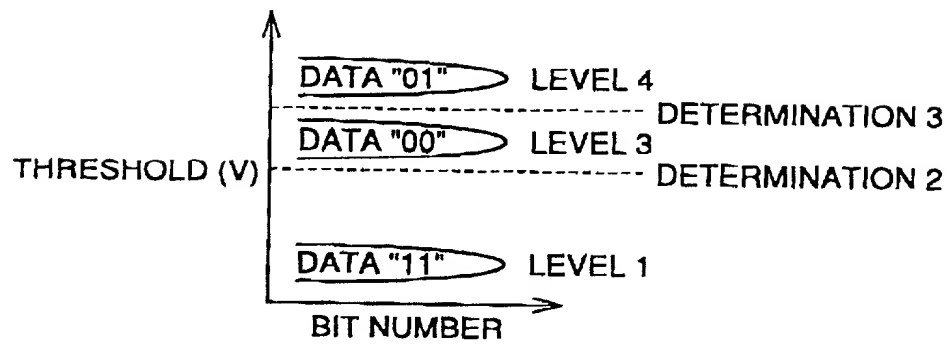 DATA "01" LEVEL 4
DETERMINATION 3
DATA "00" LEVEL 3
THRESHOLD (V)
DETERMINATION 2
DATA "11" LEVEL 1
BIT NUMBER